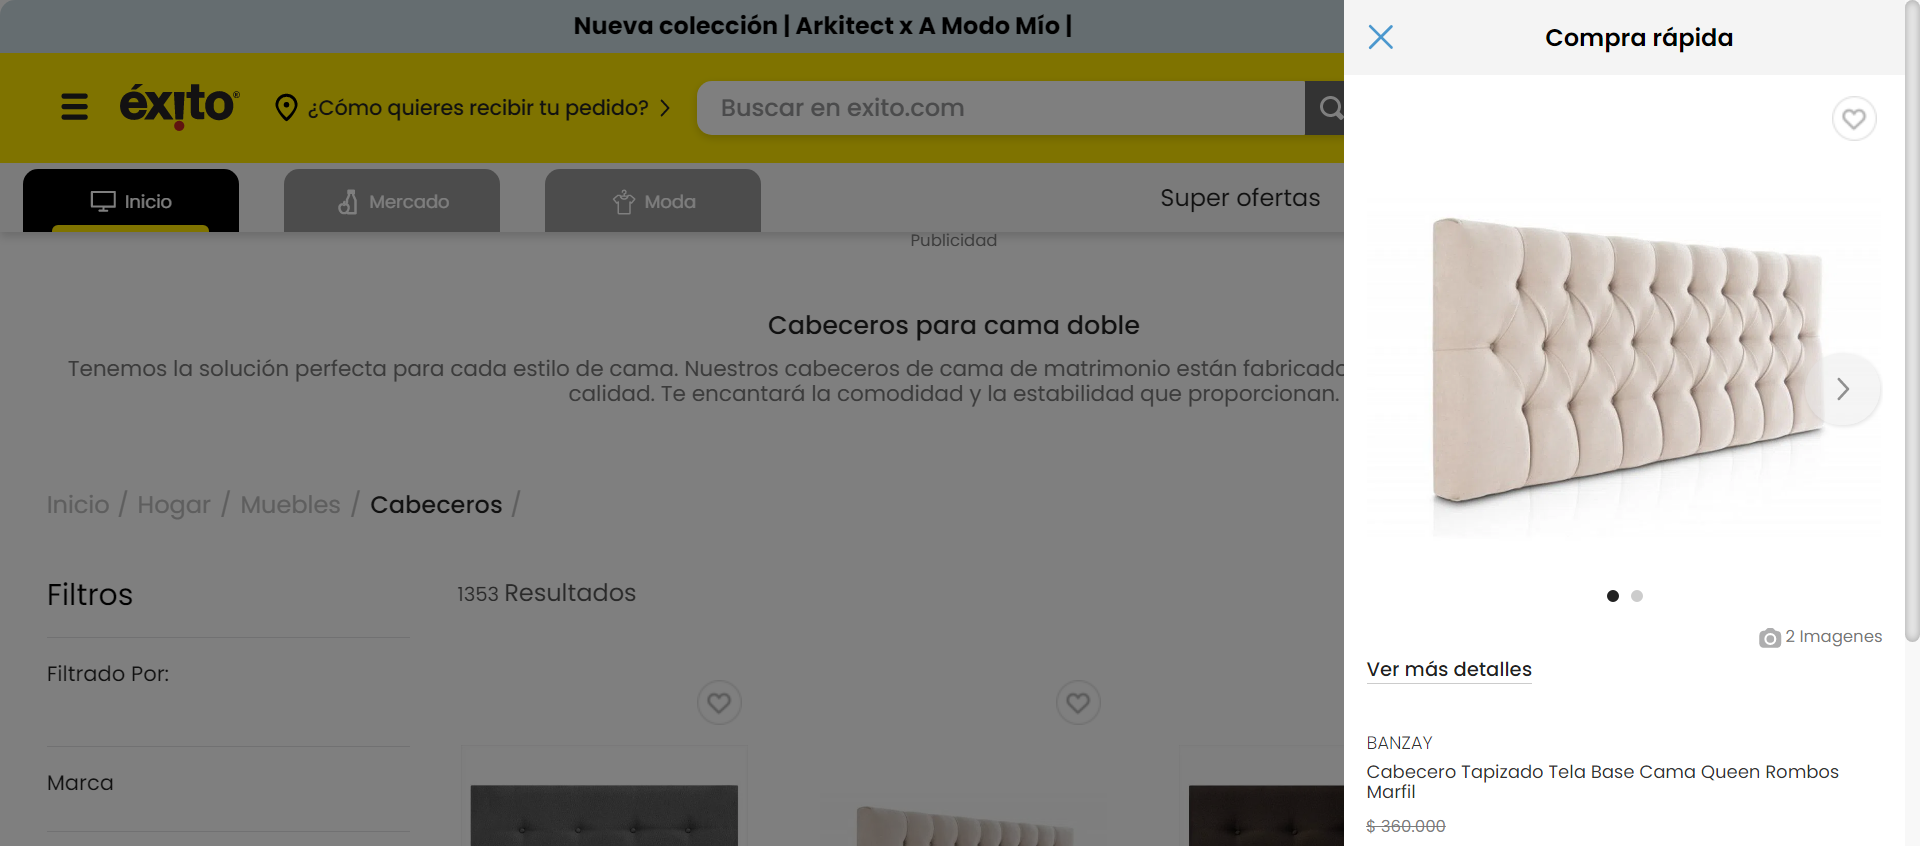 Nueva colección | Arkitect x A Modo Mío |
éxito®
¿Cómo quieres recibir tu pedido?
Buscar en exito.com
Inicio
Mercado
Moda
Super ofertas
Publicidad
Cabeceros para cama doble
Tenemos la solución perfecta para cada estilo de cama. Nuestros cabeceros de cama de matrimonio están fabricado
calidad. Te encantará la comodidad y la estabilidad que proporcionan.
Inicio / Hogar / Muebles / Cabeceros /
Filtros
1353 Resultados
Filtrado Por:
Marca
Compra rápida
2 Imagenes
Ver más detalles
BANZAY
Cabecero Tapizado Tela Base Cama Queen Rombos
Marfil
$ 360.000